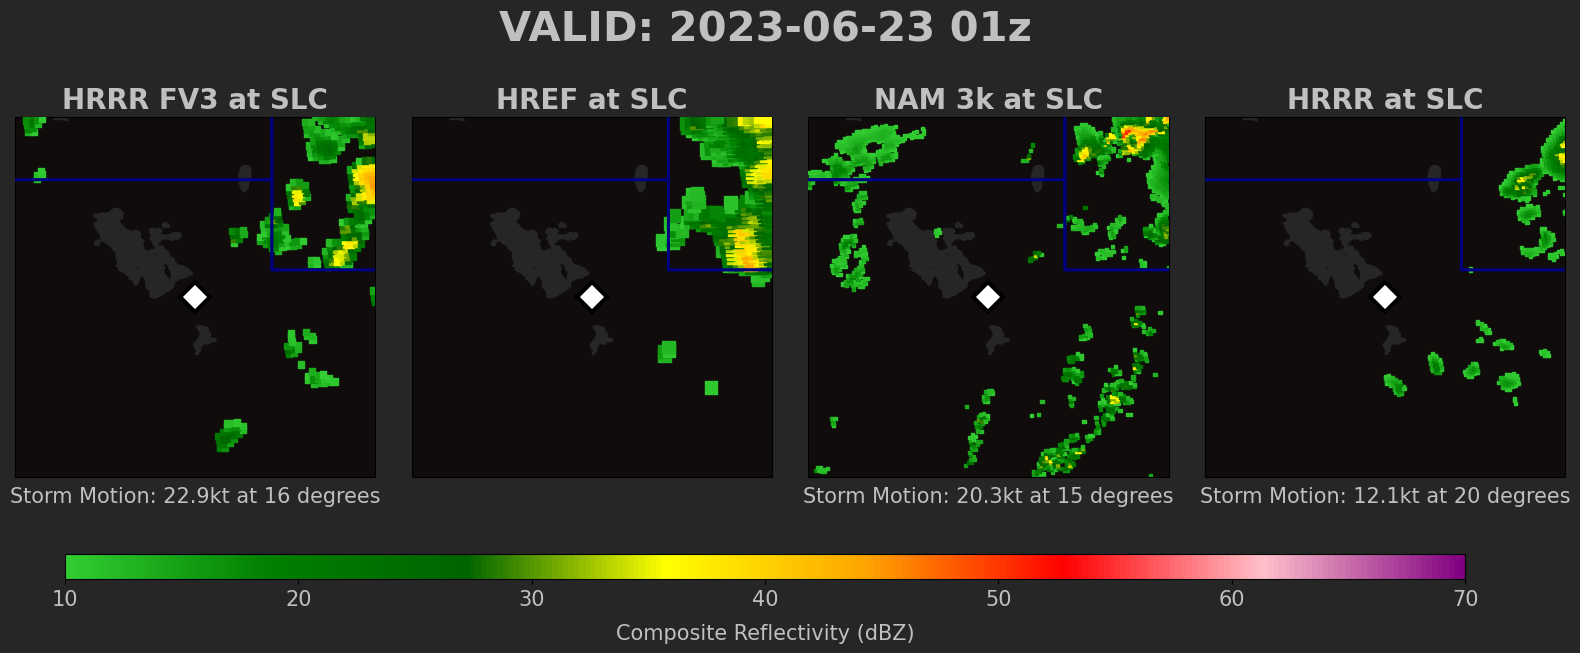 VALID: 2023-06-23 01z
HRRR FV3 at SLC
HREF at SLC
NAM 3k at SLC
HRRR at SLC
Storm Motion: 22.9kt at 16 degrees
Storm Motion: 20.3kt at 15 degrees
Storm Motion: 12.1kt at 20 degrees
10 20 30 40 50 60 70
Composite Reflectivity (dBZ)